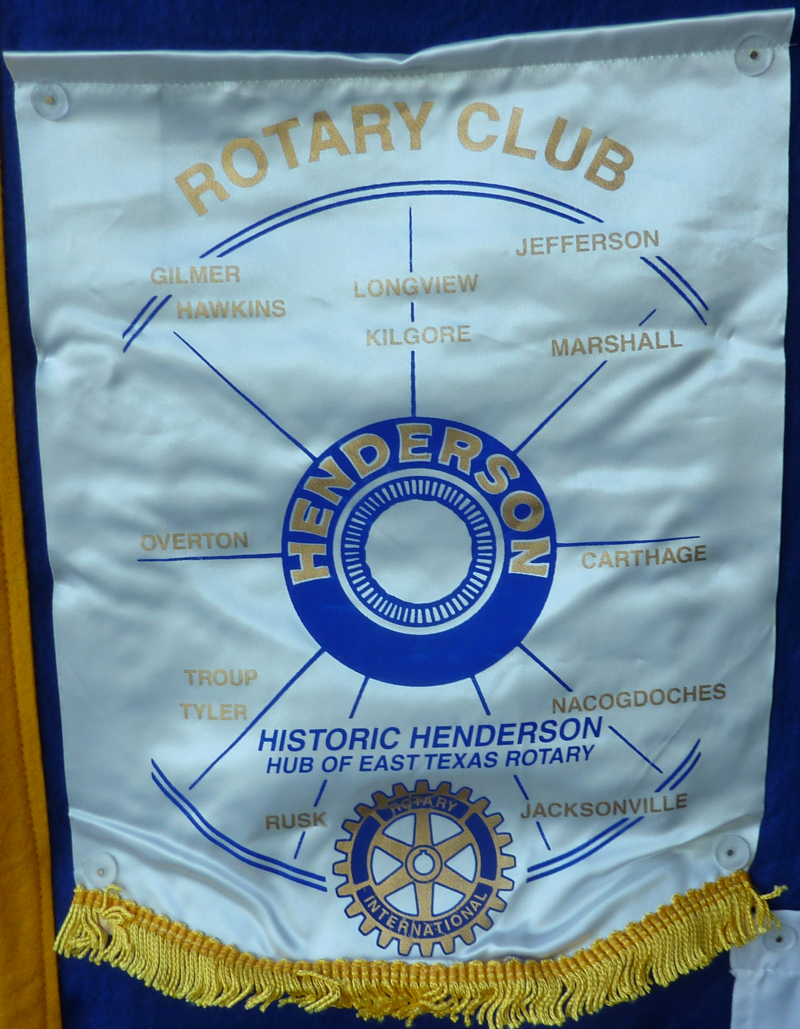 ROTARY CLUB
JEFFERSON
GILMER
LONGVIEW
HAWKINS
KILGORE
MARSHALL
HENDERSON
OVERTON
CARTHAGE
TROUP
NACOGDOCHES
TYLER
HISTORIC HENDERSON
HUB OF EAST TEXAS ROTARY
RUSK
JACKSONVILLE
ROTARY
INTERNATIONAL